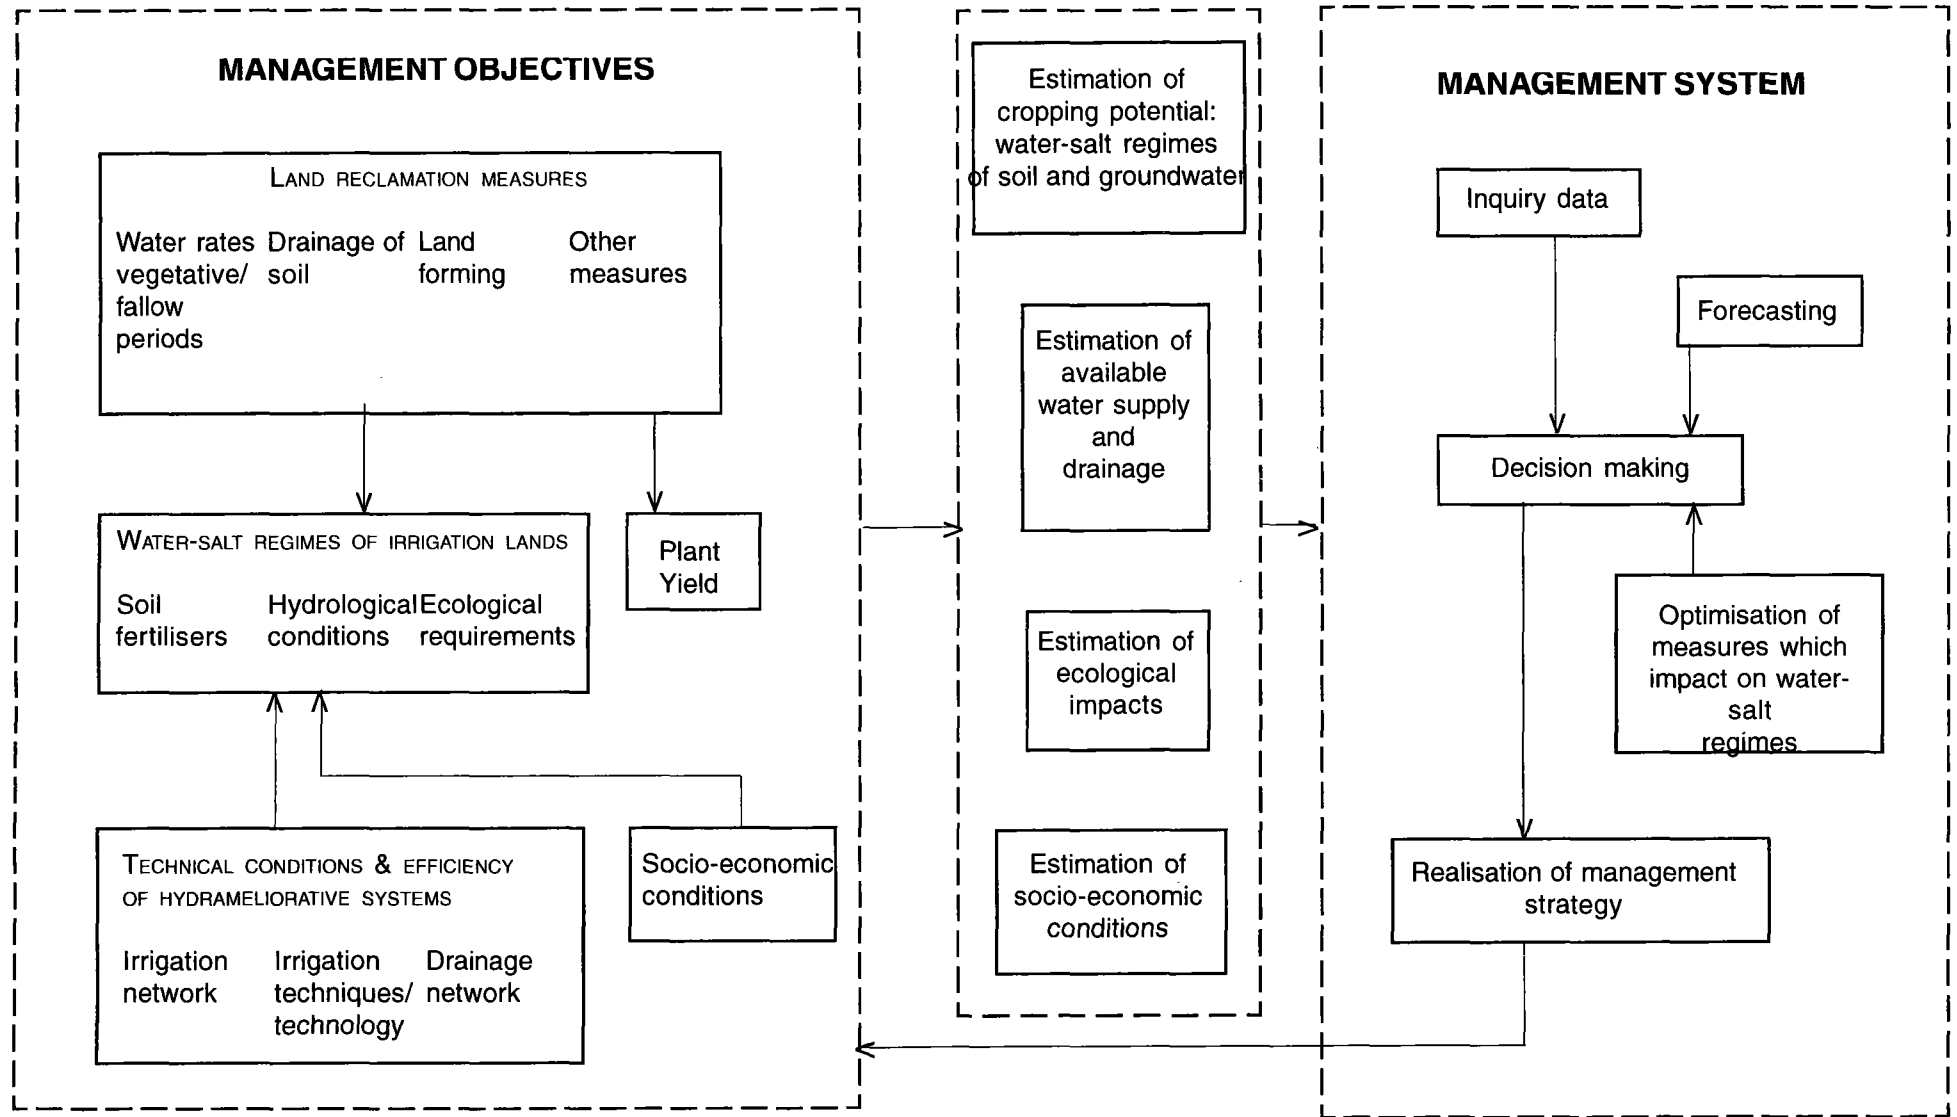 MANAGEMENT OBJECTIVES
LAND RECLAMATION MEASURES
Water rates
vegetative/
fallow
periods
Drainage of
soil
Land
forming
Other
measures
WATER-SALT REGIMES OF IRRIGATION LANDS
Soil
fertilisers
Hydrological
conditions
Ecological
requirements
Plant
Yield
TECHNICAL CONDITIONS & EFFICIENCY
OF HYDRAMELIORATIVE SYSTEMS
Irrigation
network
Irrigation
techniques/
technology
Drainage
network
Socio-economic
conditions
Estimation of
cropping potential:
water-salt regimes
of soil and groundwater
Estimation of
available
water supply
and
drainage
Estimation of
ecological
impacts
Estimation of
socio-economic
conditions
MANAGEMENT SYSTEM
Inquiry data
Forecasting
Decision making
Optimisation of
measures which
impact on water-
salt
regimes
Realisation of management
strategy